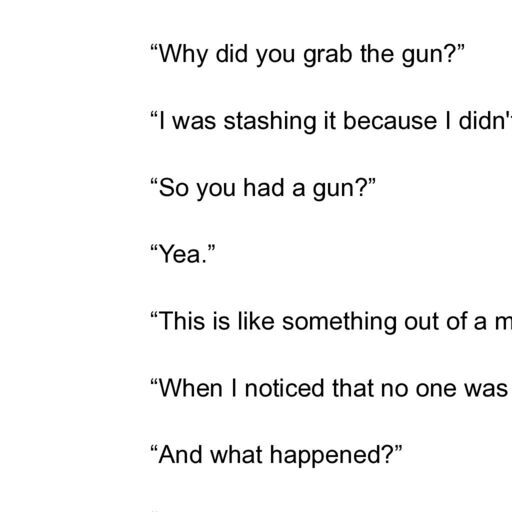 “Why did you grab the gun?”
“I was stashing it because I didn'
“So you had a gun?”
“Yea.”
“This is like something out of a
“When I noticed that no one was
“And what happened?”